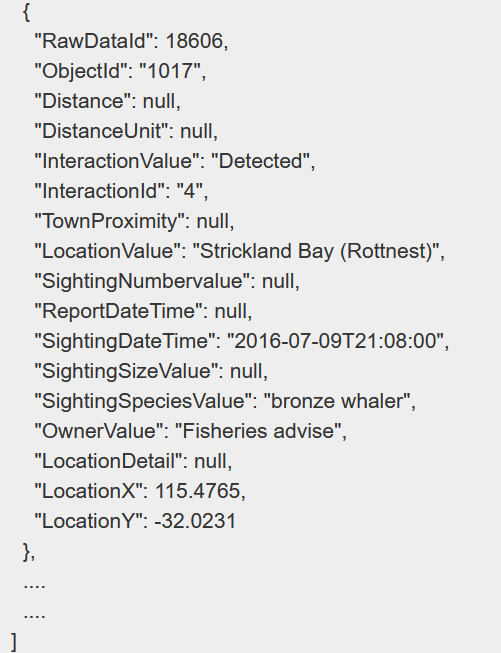 {
"RawDataId": 18606,
"ObjectId": "1017",
"Distance": null,
"DistanceUnit": null,
"InteractionValue": "Detected",
"InteractionId": "4",
"TownProximity": null,
"LocationValue": "Strickland Bay (Rottnest)",
"SightingNumbervalue": null,
"ReportDateTime": null,
"SightingDateTime": "2016-07-09T21:08:00",
"SightingSizeValue": null,
"SightingSpeciesValue": "bronze whaler",
"OwnerValue": "Fisheries advise",
"LocationDetail": null,
"LocationX": 115.4765,
"LocationY": -32.0231
},
....
....
]